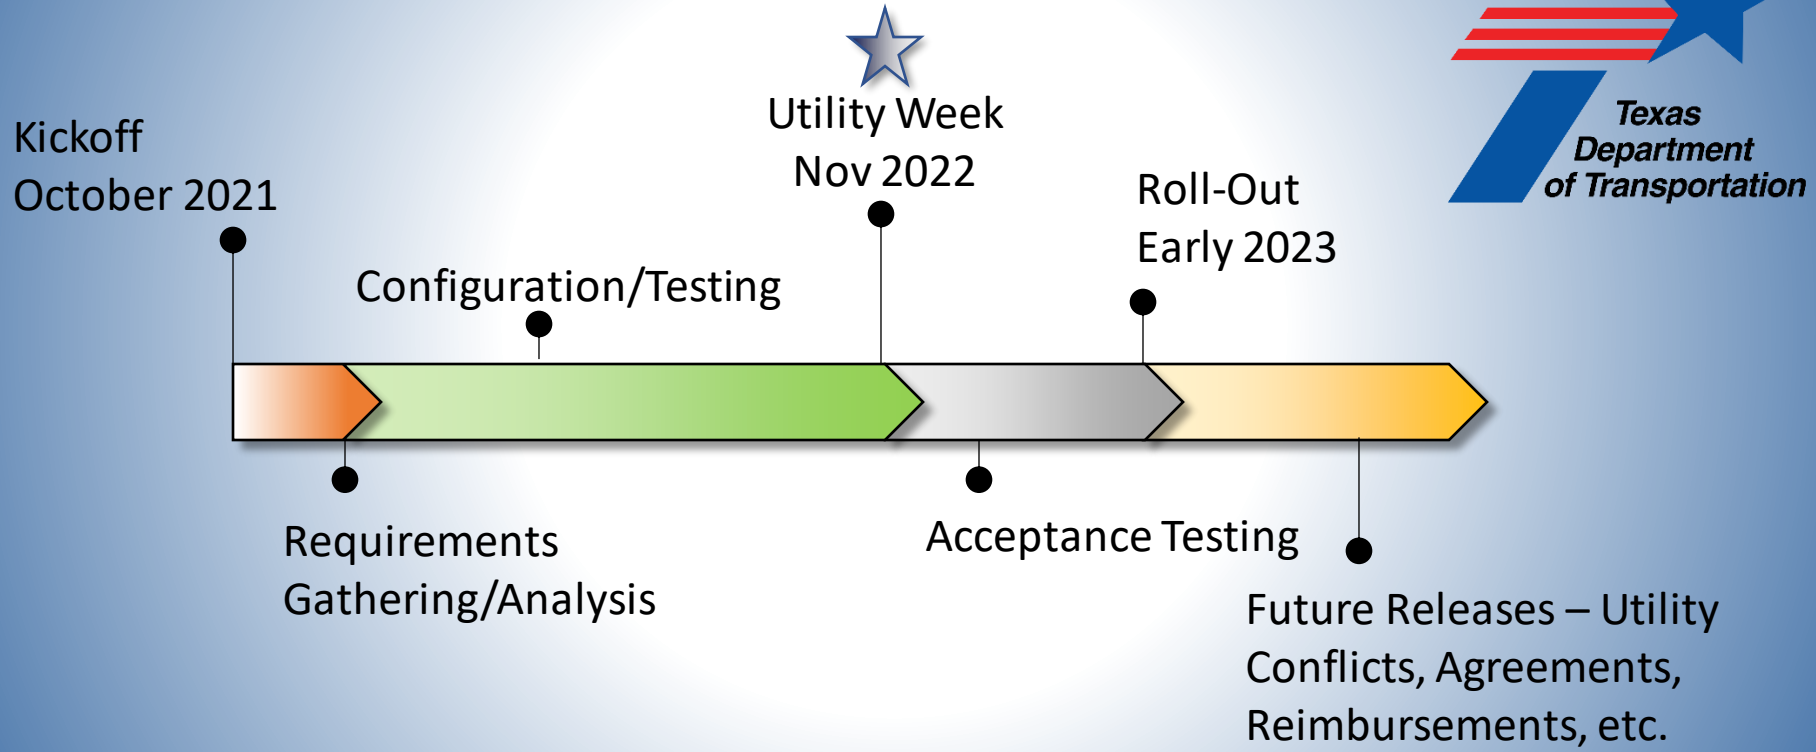 Kickoff
October 2021
Configuration/Testing
Utility Week
Nov 2022
Roll-Out
Early 2023
Texas
Department
of Transportation
Requirements
Gathering/Analysis
Acceptance Testing
Future Releases – Utility
Conflicts, Agreements,
Reimbursements, etc.